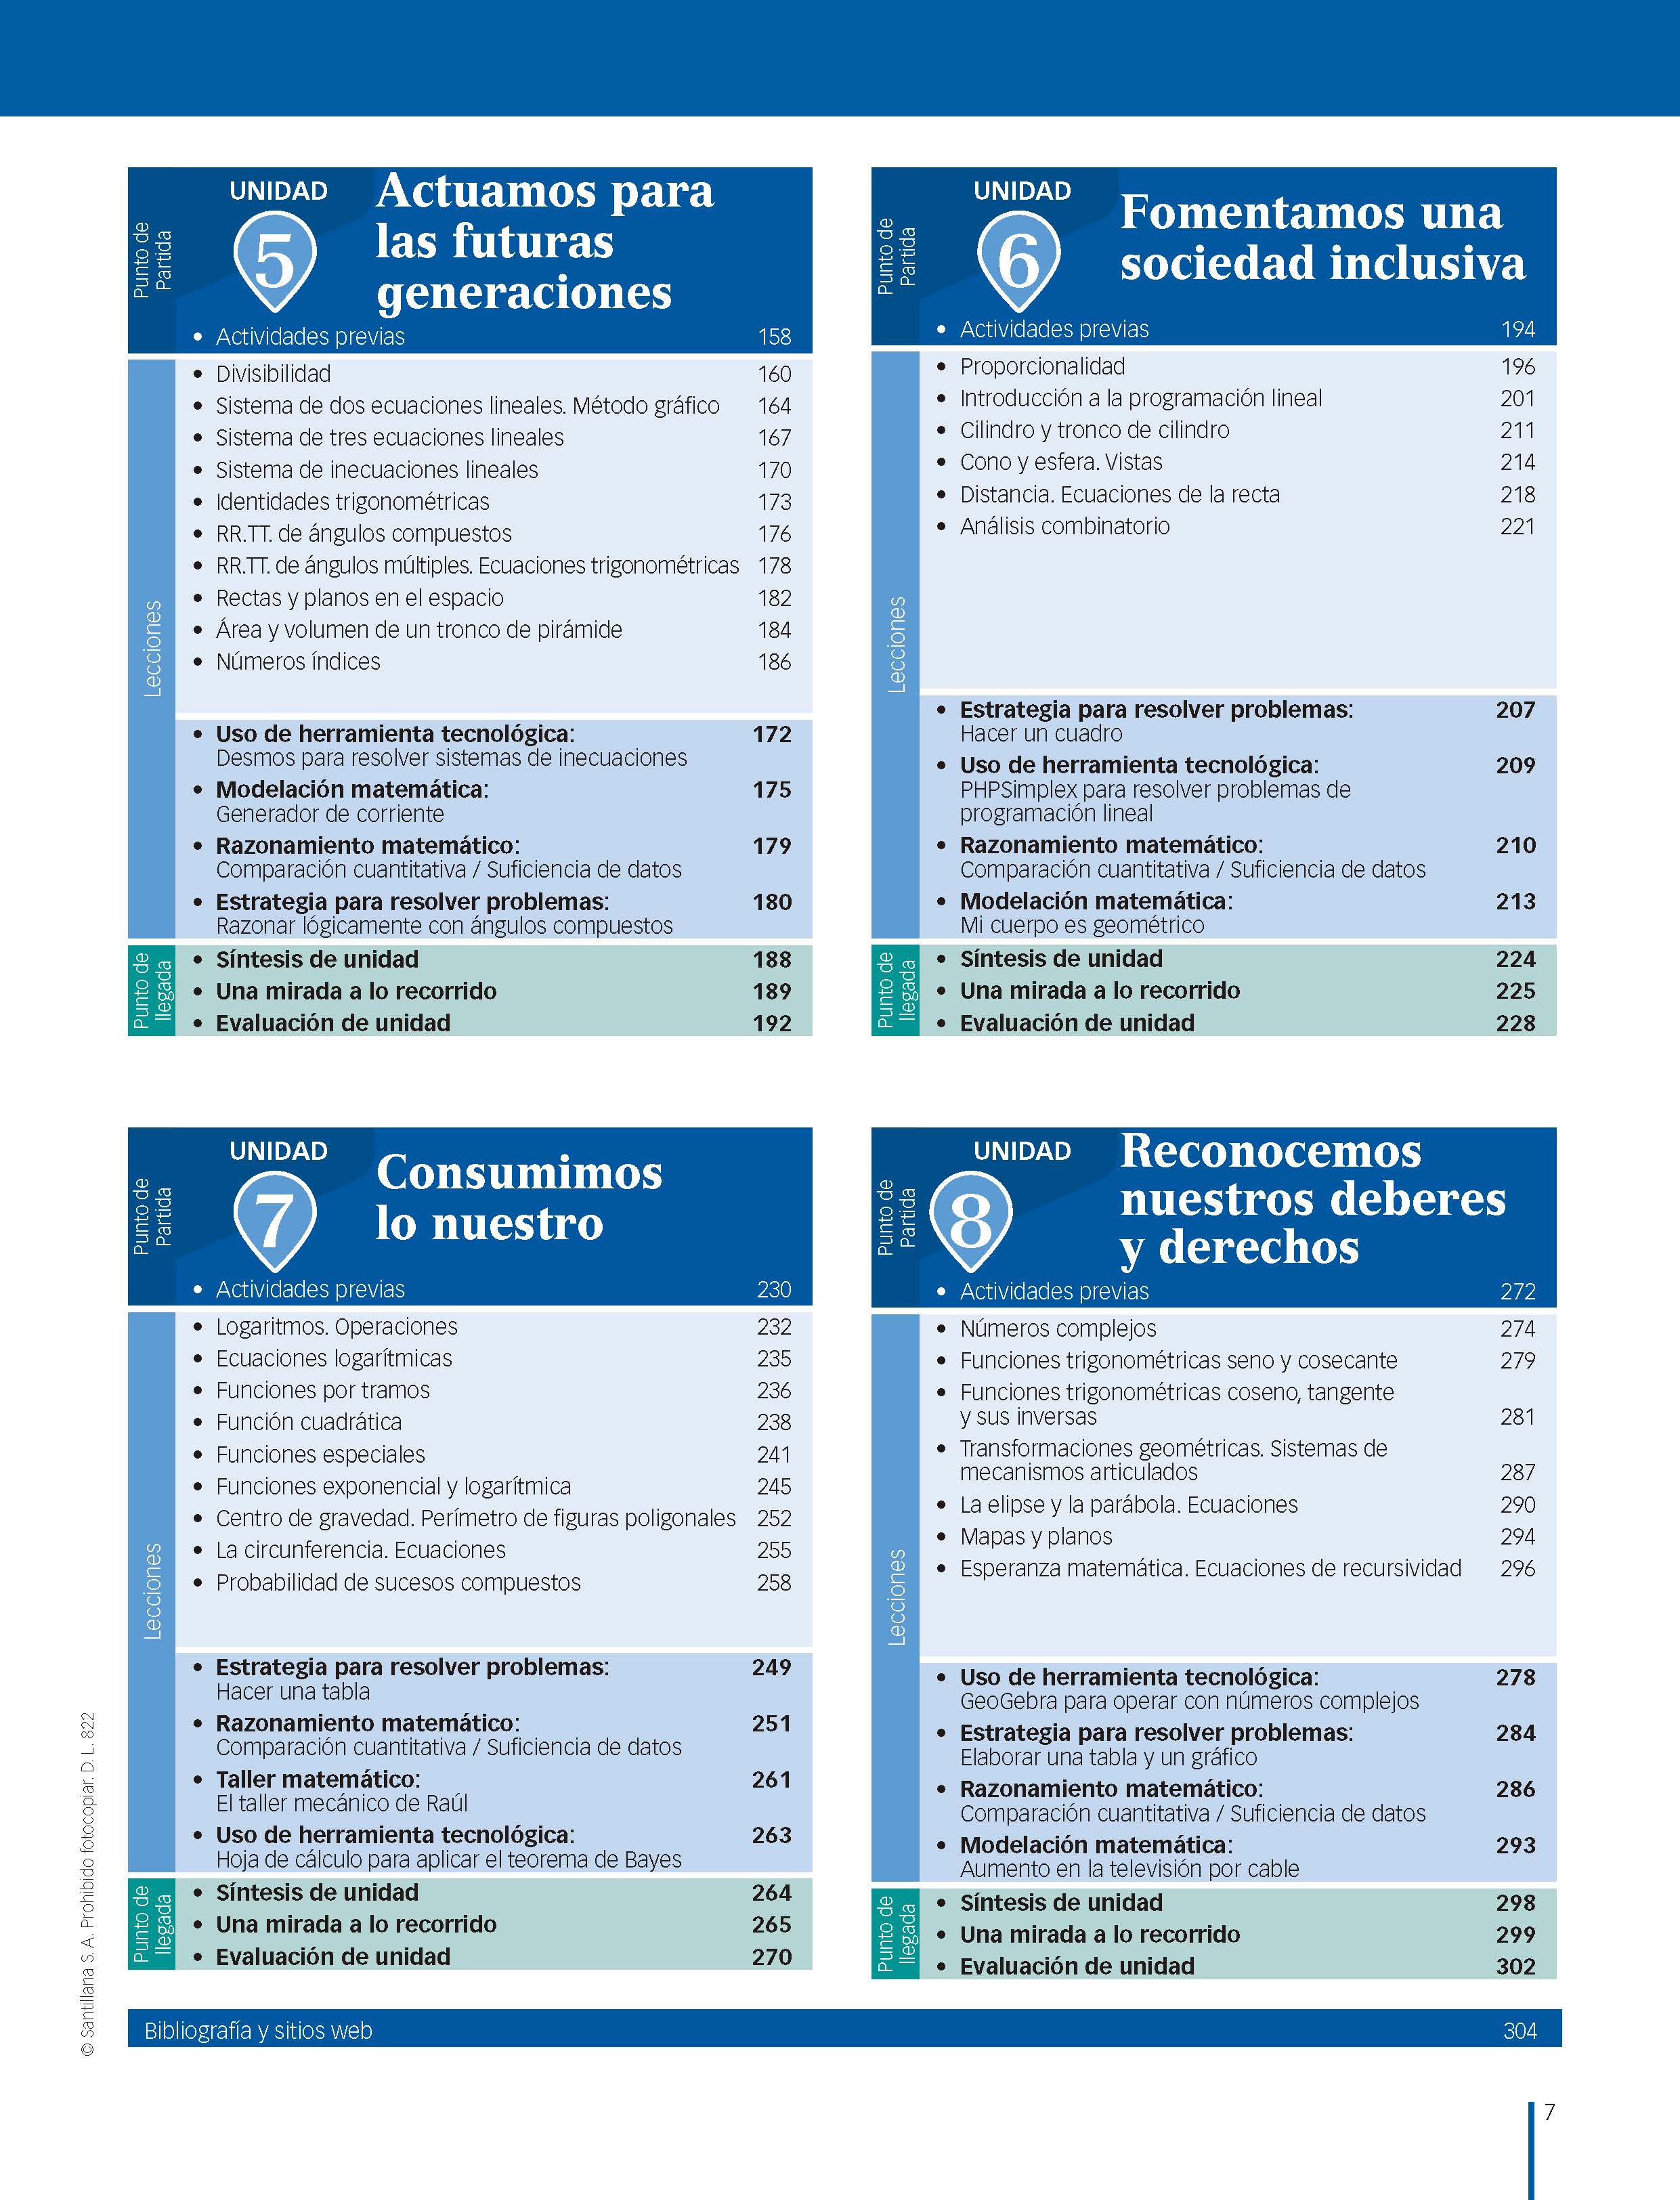 Punto de
Partida
UNIDAD
5
Actuamos para
las futuras
generaciones
• Actividades previas 158
Lecciones
• Divisibilidad 160
• Sistema de dos ecuaciones lineales. Método gráfico 164
• Sistema de tres ecuaciones lineales 167
• Sistema de inecuaciones lineales 170
• Identidades trigonométricas 173
• RR.TT. de ángulos compuestos 176
• RR.TT. de ángulos múltiples. Ecuaciones trigonométricas 178
• Rectas y planos en el espacio 182
• Área y volumen de un tronco de pirámide 184
• Números índices 186
• Uso de herramienta tecnológica: 172
Desmos para resolver sistemas de inecuaciones
• Modelación matemática: 175
Generador de corriente
• Razonamiento matemático: 179
Comparación cuantitativa / Suficiencia de datos
• Estrategia para resolver problemas: 180
Razonar lógicamente con ángulos compuestos
Punto de
llegada
• Síntesis de unidad 188
• Una mirada a lo recorrido 189
• Evaluación de unidad 192
Punto de
Partida
UNIDAD
6
Fomentamos una
sociedad inclusiva
• Actividades previas 194
Lecciones
• Proporcionalidad 196
• Introducción a la programación lineal 201
• Cilindro y tronco de cilindro 211
• Cono y esfera. Vistas 214
• Distancia. Ecuaciones de la recta 218
• Análisis combinatorio 221
• Estrategia para resolver problemas: 207
Hacer un cuadro
• Uso de herramienta tecnológica: 209
PHPSimplex para resolver problemas de
programación lineal
• Razonamiento matemático: 210
Comparación cuantitativa / Suficiencia de datos
• Modelación matemática: 213
Mi cuerpo es geométrico
Punto de
llegada
• Síntesis de unidad 224
• Una mirada a lo recorrido 225
• Evaluación de unidad 228
Punto de
Partida
UNIDAD
7
Consumimos
lo nuestro
• Actividades previas 230
Lecciones
• Logaritmos. Operaciones 232
• Ecuaciones logarítmicas 235
• Funciones por tramos 236
• Función cuadrática 238
• Funciones especiales 241
• Funciones exponencial y logarítmica 245
• Centro de gravedad. Perímetro de figuras poligonales 252
• La circunferencia. Ecuaciones 255
• Probabilidad de sucesos compuestos 258
• Estrategia para resolver problemas: 249
Hacer una tabla
• Razonamiento matemático: 251
Comparación cuantitativa / Suficiencia de datos
• Taller matemático: 261
El taller mecánico de Raúl
• Uso de herramienta tecnológica: 263
Hoja de cálculo para aplicar el teorema de Bayes
Punto de
llegada
• Síntesis de unidad 264
• Una mirada a lo recorrido 265
• Evaluación de unidad 270
Punto de
Partida
UNIDAD
8
Reconocemos
nuestros deberes
y derechos
• Actividades previas 272
Lecciones
• Números complejos 274
• Funciones trigonométricas seno y cosecante 279
• Funciones trigonométricas coseno, tangente
y sus inversas 281
• Transformaciones geométricas. Sistemas de
mecanismos articulados 287
• La elipse y la parábola. Ecuaciones 290
• Mapas y planos 294
• Esperanza matemática. Ecuaciones de recursividad 296
• Uso de herramienta tecnológica: 278
GeoGebra para operar con números complejos
• Estrategia para resolver problemas: 284
Elaborar una tabla y un gráfico
• Razonamiento matemático: 286
Comparación cuantitativa / Suficiencia de datos
• Modelación matemática: 293
Aumento en la televisión por cable
Punto de
llegada
• Síntesis de unidad 298
• Una mirada a lo recorrido 299
• Evaluación de unidad 302
Bibliografía y sitios web 304
© Santillana S. A. Prohibido fotocopiar. D. L. 822
7